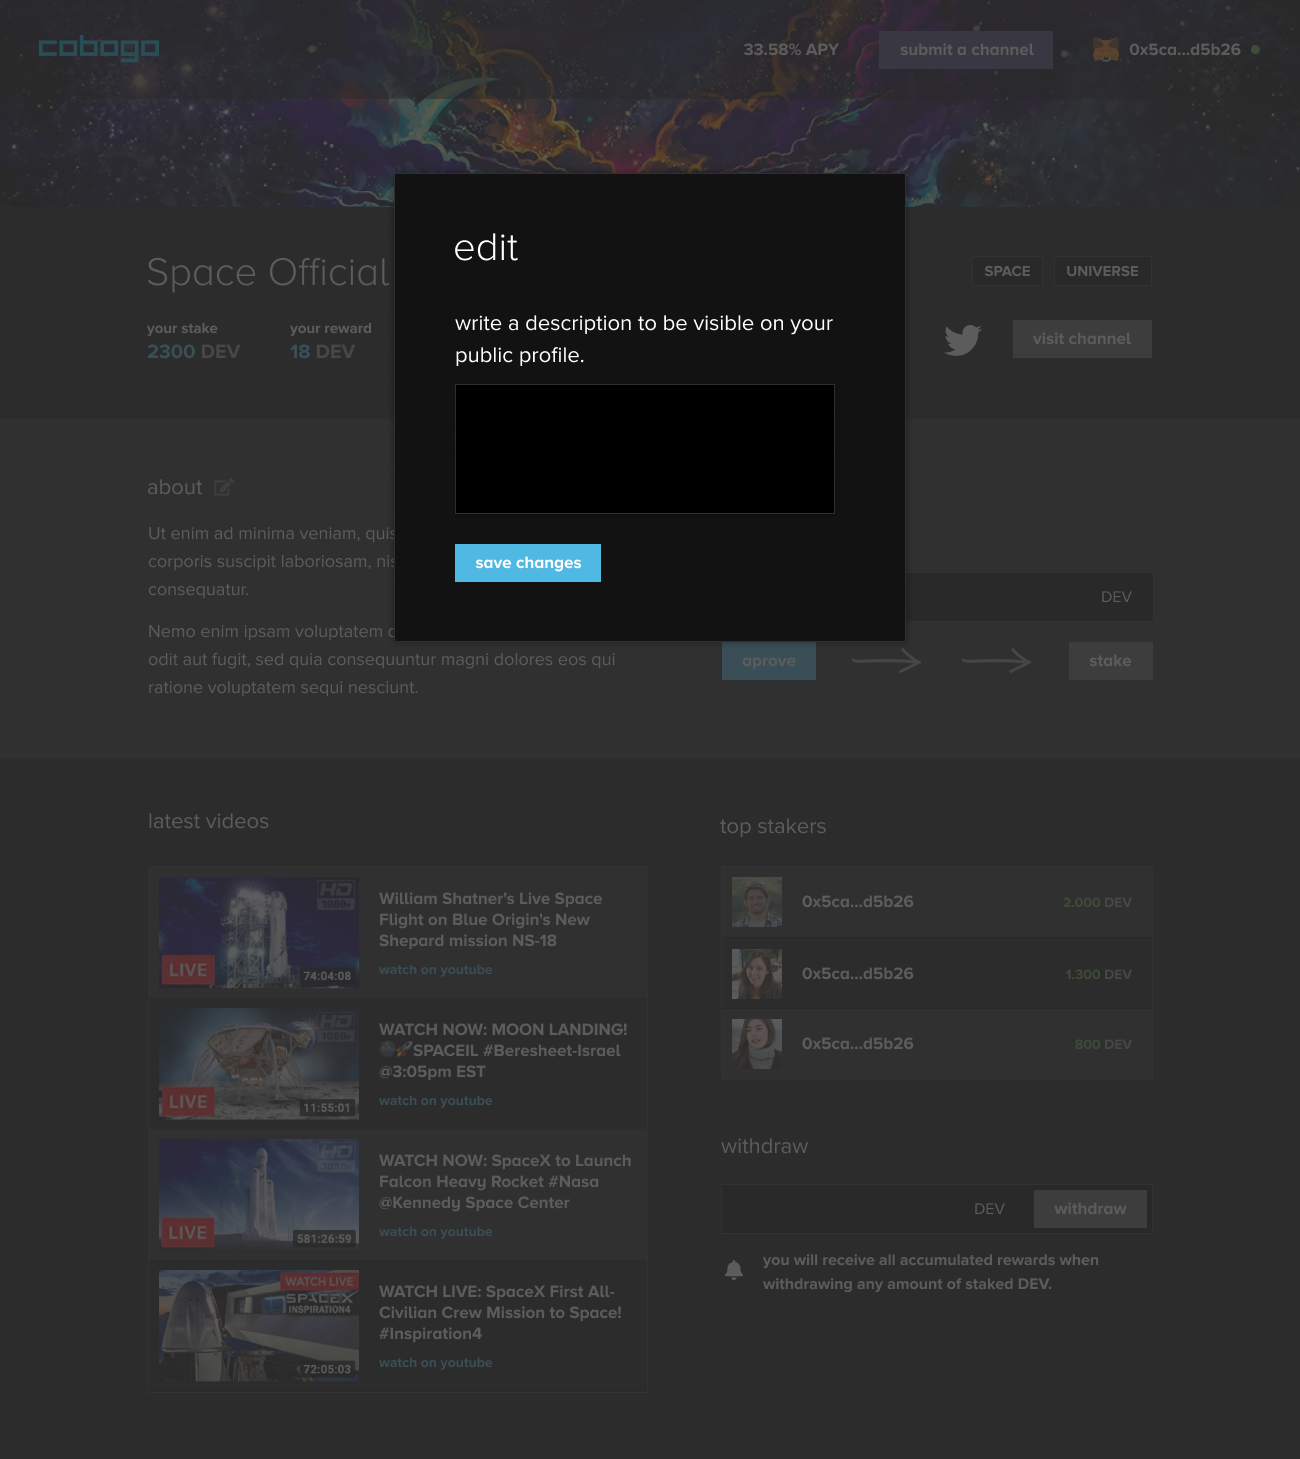 cobogo
33.58% APY
submit a channel
0x5ca...d5b26
edit
write a description to be visible on your
public profile.
save changes
Space Official
SPACE
UNIVERSE
your stake
your reward
2300 DEV
18 DEV
visit channel
about
Ut enim ad minima veniam, quis
corporis suscipit laboriosam, nis
consequatur.
Nemo enim ipsam voluptatem
odit aut fugit, sed quia consequuntur magni dolores eos qui
ratione voluptatem sequi nesciunt.
DEV
aprove
stake
latest videos
HD
1080p
LIVE
74:04:08
William Shatner's Live Space
Flight on Blue Origin's New
Shepard mission NS-18
watch on youtube
HD
1080p
LIVE
11:55:01
WATCH NOW: MOON LANDING!
🌑🚀SPACEIL #Beresheet-Israel
@3:05pm EST
watch on youtube
HD
1080p
LIVE
581:26:59
WATCH NOW: SpaceX to Launch
Falcon Heavy Rocket #Nasa
@Kennedy Space Center
watch on youtube
WATCH LIVE
SPACEX
INSPIRATION4
72:05:03
WATCH LIVE: SpaceX First All-
Civilian Crew Mission to Space!
#Inspiration4
watch on youtube
top stakers
0x5ca...d5b26
2.000 DEV
0x5ca...d5b26
1.300 DEV
0x5ca...d5b26
800 DEV
withdraw
DEV
withdraw
you will receive all accumulated rewards when
withdrawing any amount of staked DEV.